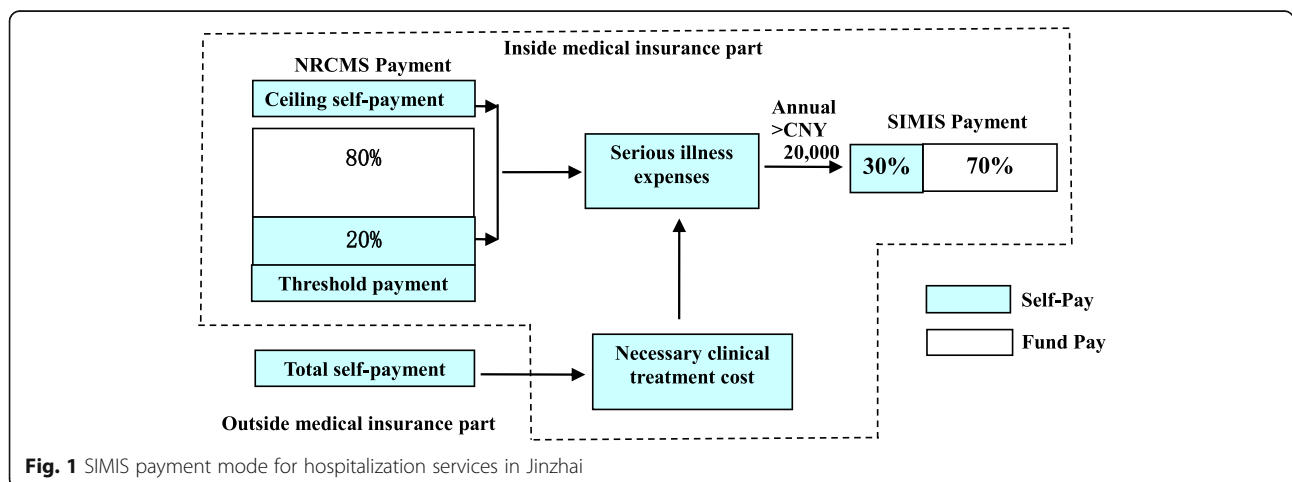 Inside medical insurance part
NRCMS Payment
Ceiling self-payment
80%
20%
Threshold payment
Serious illness
expenses
Annual
>CNY
20,000
SIMIS Payment
30%
70%
Self-Pay
Fund Pay
Total self-payment
Necessary clinical
treatment cost
Outside medical insurance part
Fig. 1 SIMIS payment mode for hospitalization services in Jinzhai